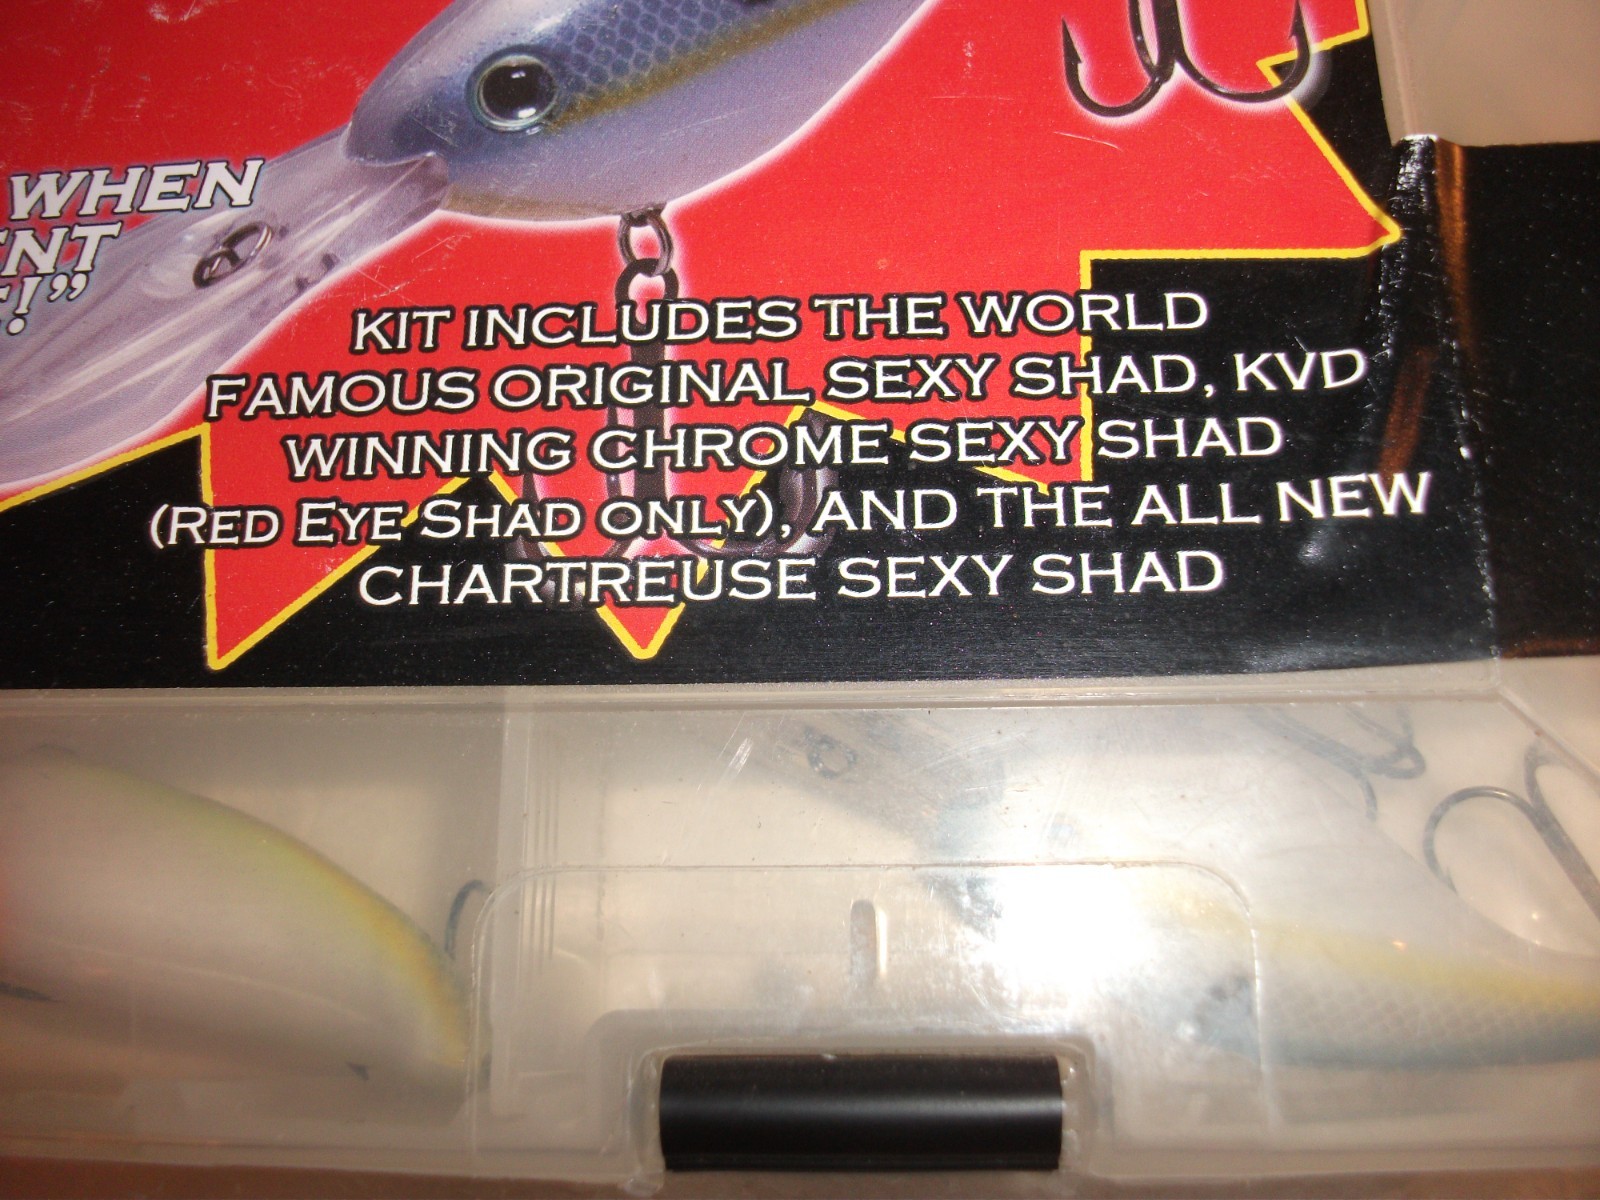 WHEN
!”
KIT INCLUDES THE WORLD
FAMOUS ORIGINAL SEXY SHAD, KVD
WINNING CHROME SEXY SHAD
(RED EYE SHAD ONLY), AND THE ALL NEW
CHARTREUSE SEXY SHAD